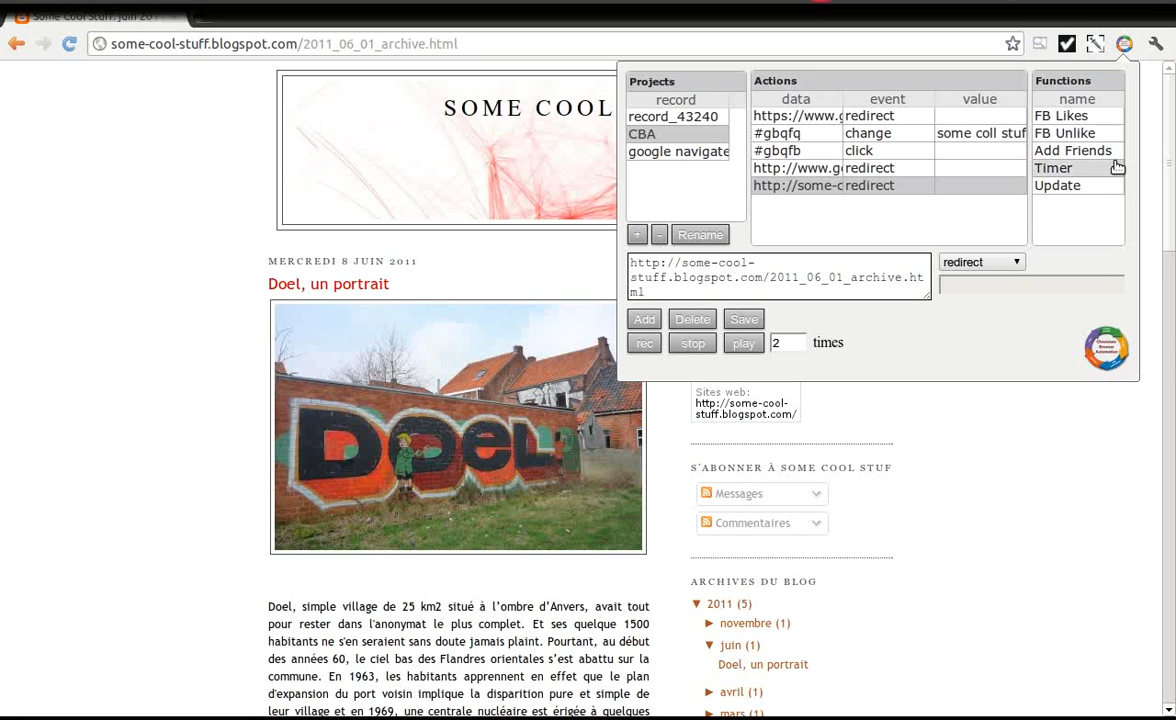 Some Cool Stuff: juin 201
some-cool-stuff.blogspot.com/2011_06_01_archive.html
SOME COOL
MERCREDI 8 JUIN 2011
Doel, un portrait
DOEL
Doel, simple village de 25 km2 situé à l'ombre d'Anvers, avait tout
pour rester dans l'anonymat le plus complet. Et ses quelque 1500
habitants ne s'en seraient sans doute jamais plaint. Pourtant, au début
des années 60, le ciel bas des Flandres orientales s'est abattu sur la
commune. En 1963, les habitants apprennent en effet que le plan
d'expansion du port voisin implique la disparition pure et simple de
leur village et en 1969, une centrale nucléaire est érigée à quelques
Projects
record
record_43240
CBA
google navigate
+ - Rename
Actions
data event value
https://www.g redirect
#gbqfq change some coll stuf
#gbqfb click
http://www.g redirect
http://some-c redirect
Functions
name
FB Likes
FB Unlike
Add Friends
Timer
Update
http://some-cool-
stuff.blogspot.com/2011_06_01_archive.ht
ml
redirect
Add Delete Save
rec stop play 2 times
Chromium
Browser
Automation
Sites web:
http://some-cool-
stuff.blogspot.com/
S'ABONNER À SOME COOL STUF
Messages
Commentaires
ARCHIVES DU BLOG
▼ 2011 (5)
► novembre (1)
▼ juin (1)
Doel, un portrait
► avril (1)
► mars (1)